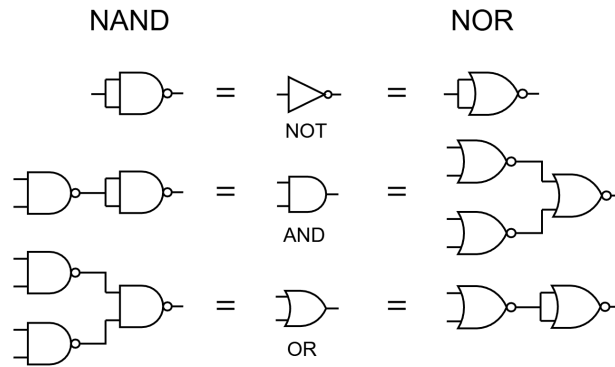 NAND NOR
= =
NOT
= =
AND
= =
OR